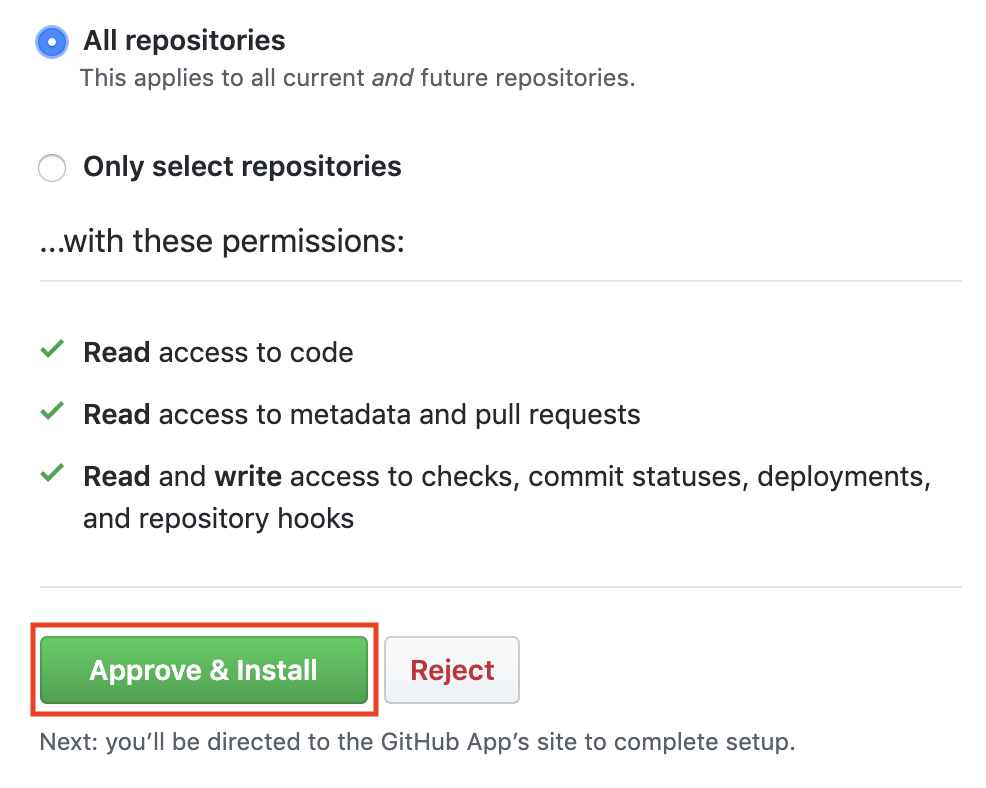 All repositories
This applies to all current and future repositories.
Only select repositories
...with these permissions:
Read access to code
Read access to metadata and pull requests
Read and write access to checks, commit statuses, deployments,
and repository hooks
Approve & Install
Reject
Next: you’ll be directed to the GitHub App’s site to complete setup.